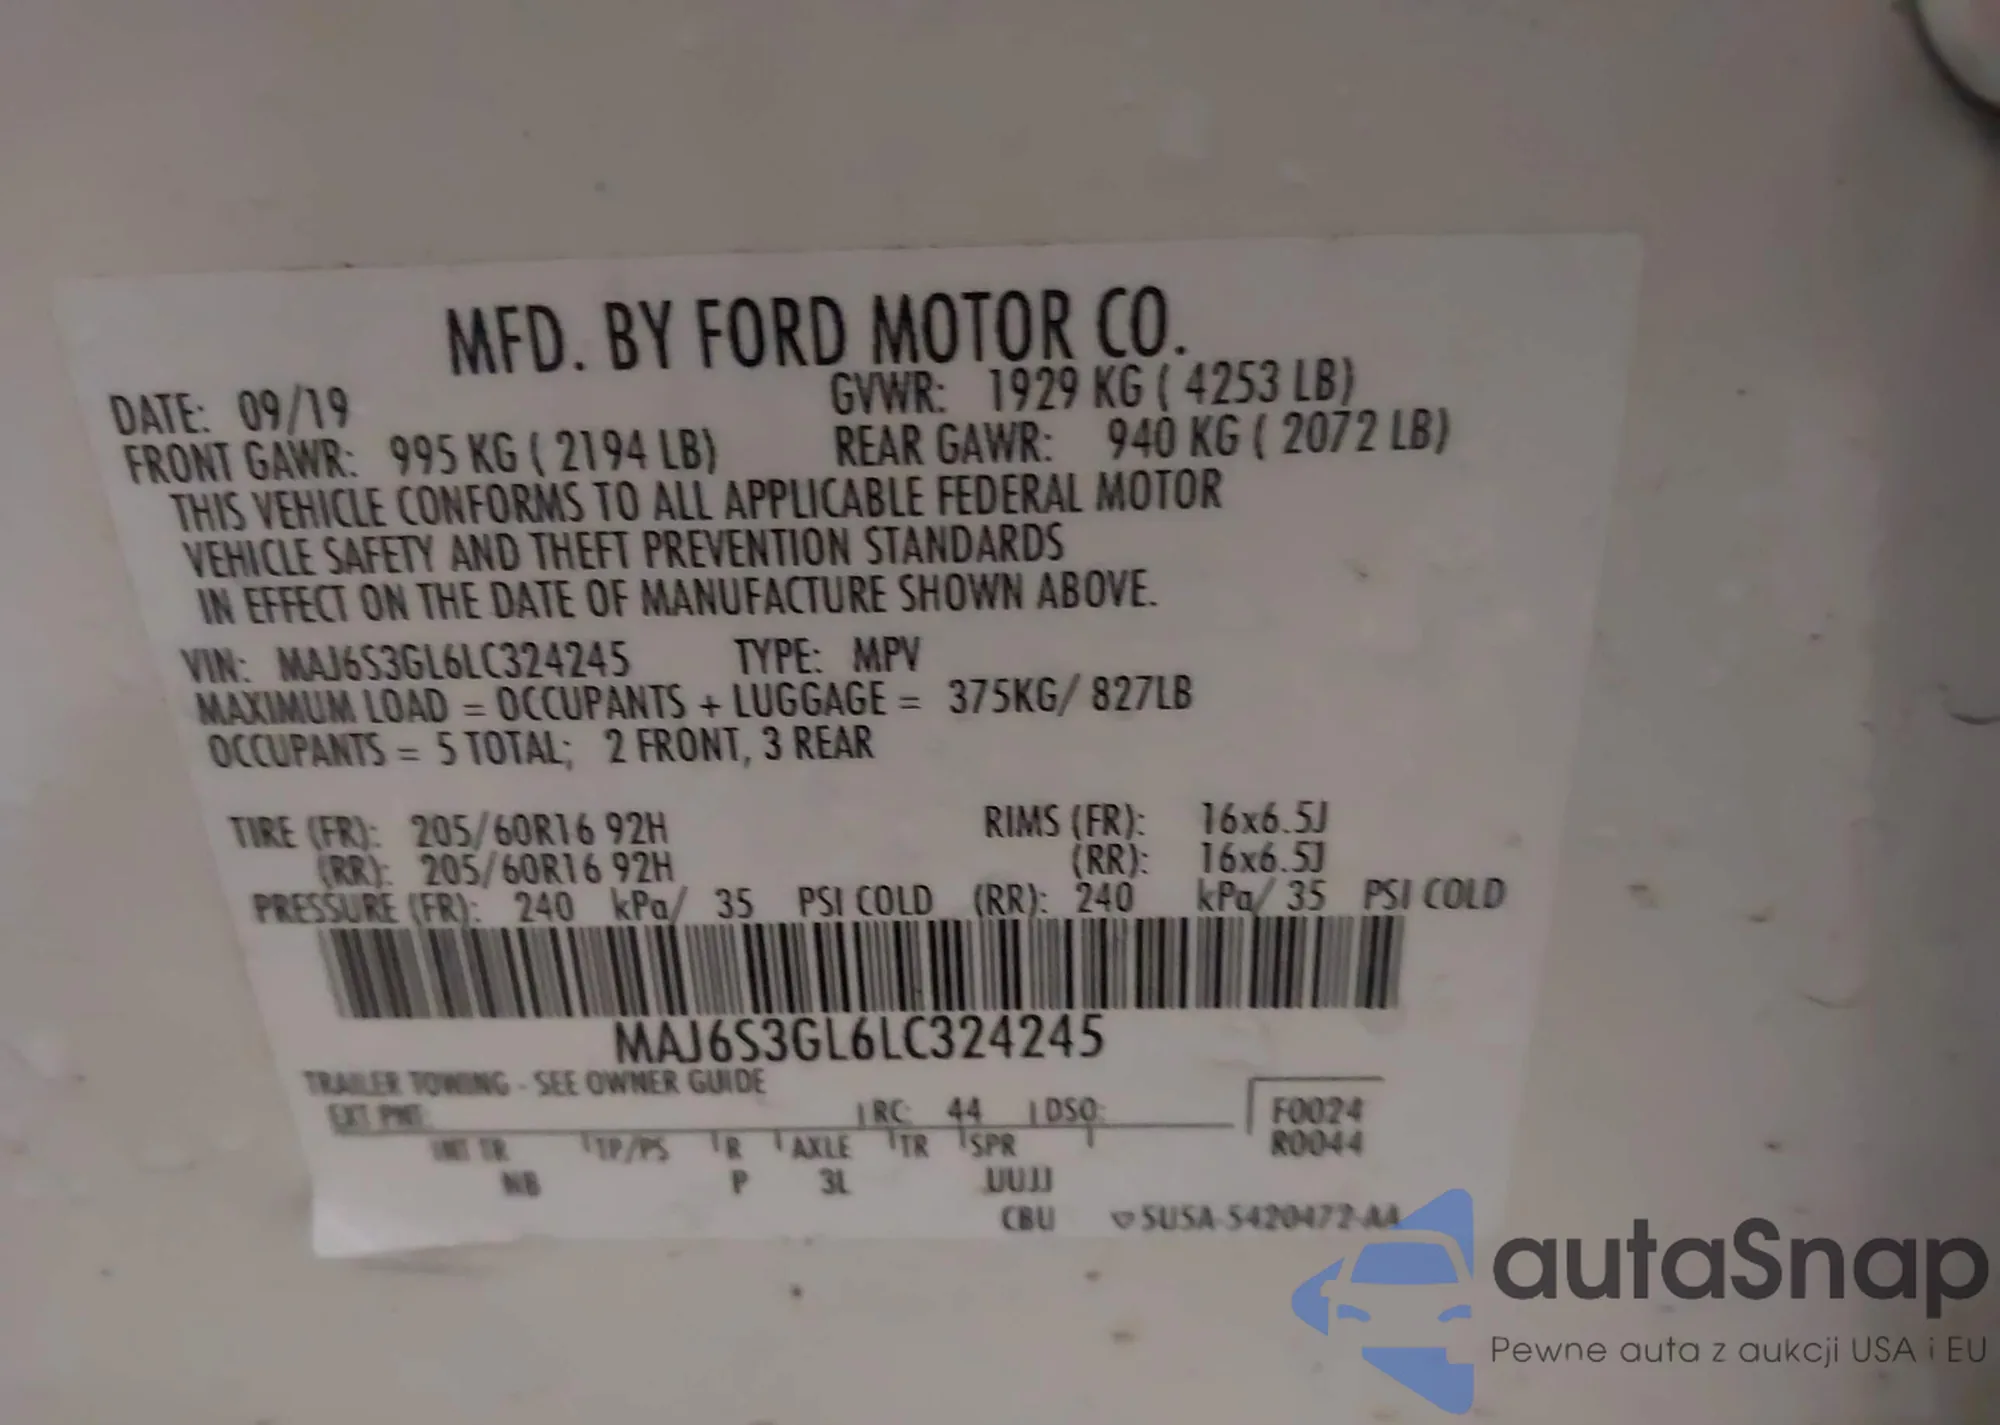 MFD. BY FORD MOTOR CO.
DATE: 09/19 GVWR: 1929 KG ( 4253 LB)
FRONT GAWR: 995 KG ( 2194 LB) REAR GAWR: 940 KG ( 2072 LB)
THIS VEHICLE CONFORMS TO ALL APPLICABLE FEDERAL MOTOR
VEHICLE SAFETY AND THEFT PREVENTION STANDARDS
IN EFFECT ON THE DATE OF MANUFACTURE SHOWN ABOVE.
VIN: MAJ6S3GL6LC324245 TYPE: MPV
MAXIMUM LOAD = OCCUPANTS + LUGGAGE = 375KG/ 827LB
OCCUPANTS = 5 TOTAL; 2 FRONT, 3 REAR
TIRE (FR): 205/60R16 92H RIMS (FR): 16x6.5J
(RR): 205/60R16 92H (RR): 16x6.5J
PRESSURE (FR): 240 kPa/ 35 PSI COLD (RR): 240 kPa/ 35 PSI COLD
MAJ6S3GL6LC324245
TRAILER TOWING - SEE OWNER GUIDE
EXT PNT: RC: 44 DSO: F0024
R0044
INT TR TP/PS R AXLE TR SPR
NB P 3L UUJJ
CBU 5U5A-5420472-AA
autaSnap
Pewne auta z aukcji USA i EU